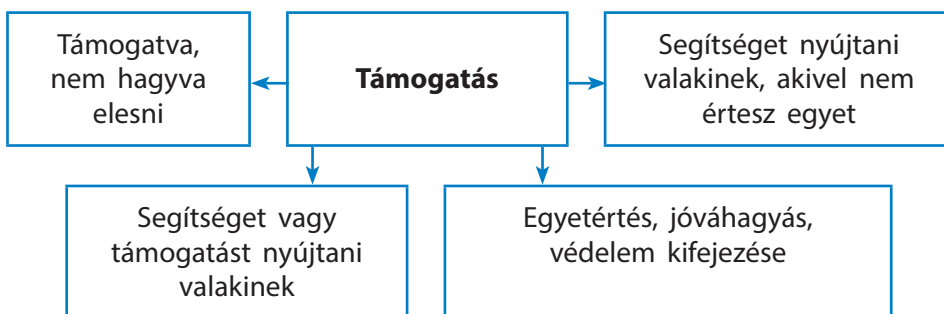 Támogatva,
nem hagyva
elesni
Támogatás
Segítséget nyújtani
valakinek, akivel nem
értesz egyet
Segítséget vagy
támogatást nyújtani
valakinek
Egyetértés, jóváhagyás,
védelem kifejezése